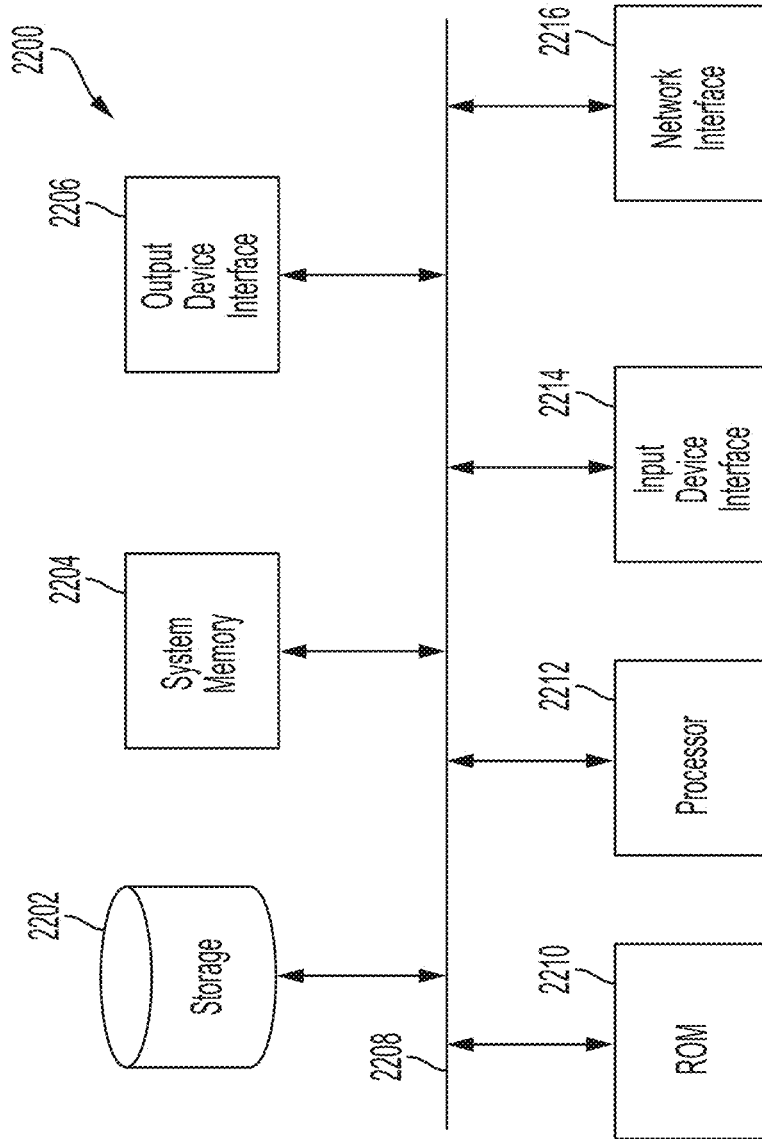 2200
2202
Storage
2204
System
Memory
2206
Output
Device
Interface
2208
2210
ROM
2212
Processor
2214
Input
Device
Interface
2216
Network
Interface